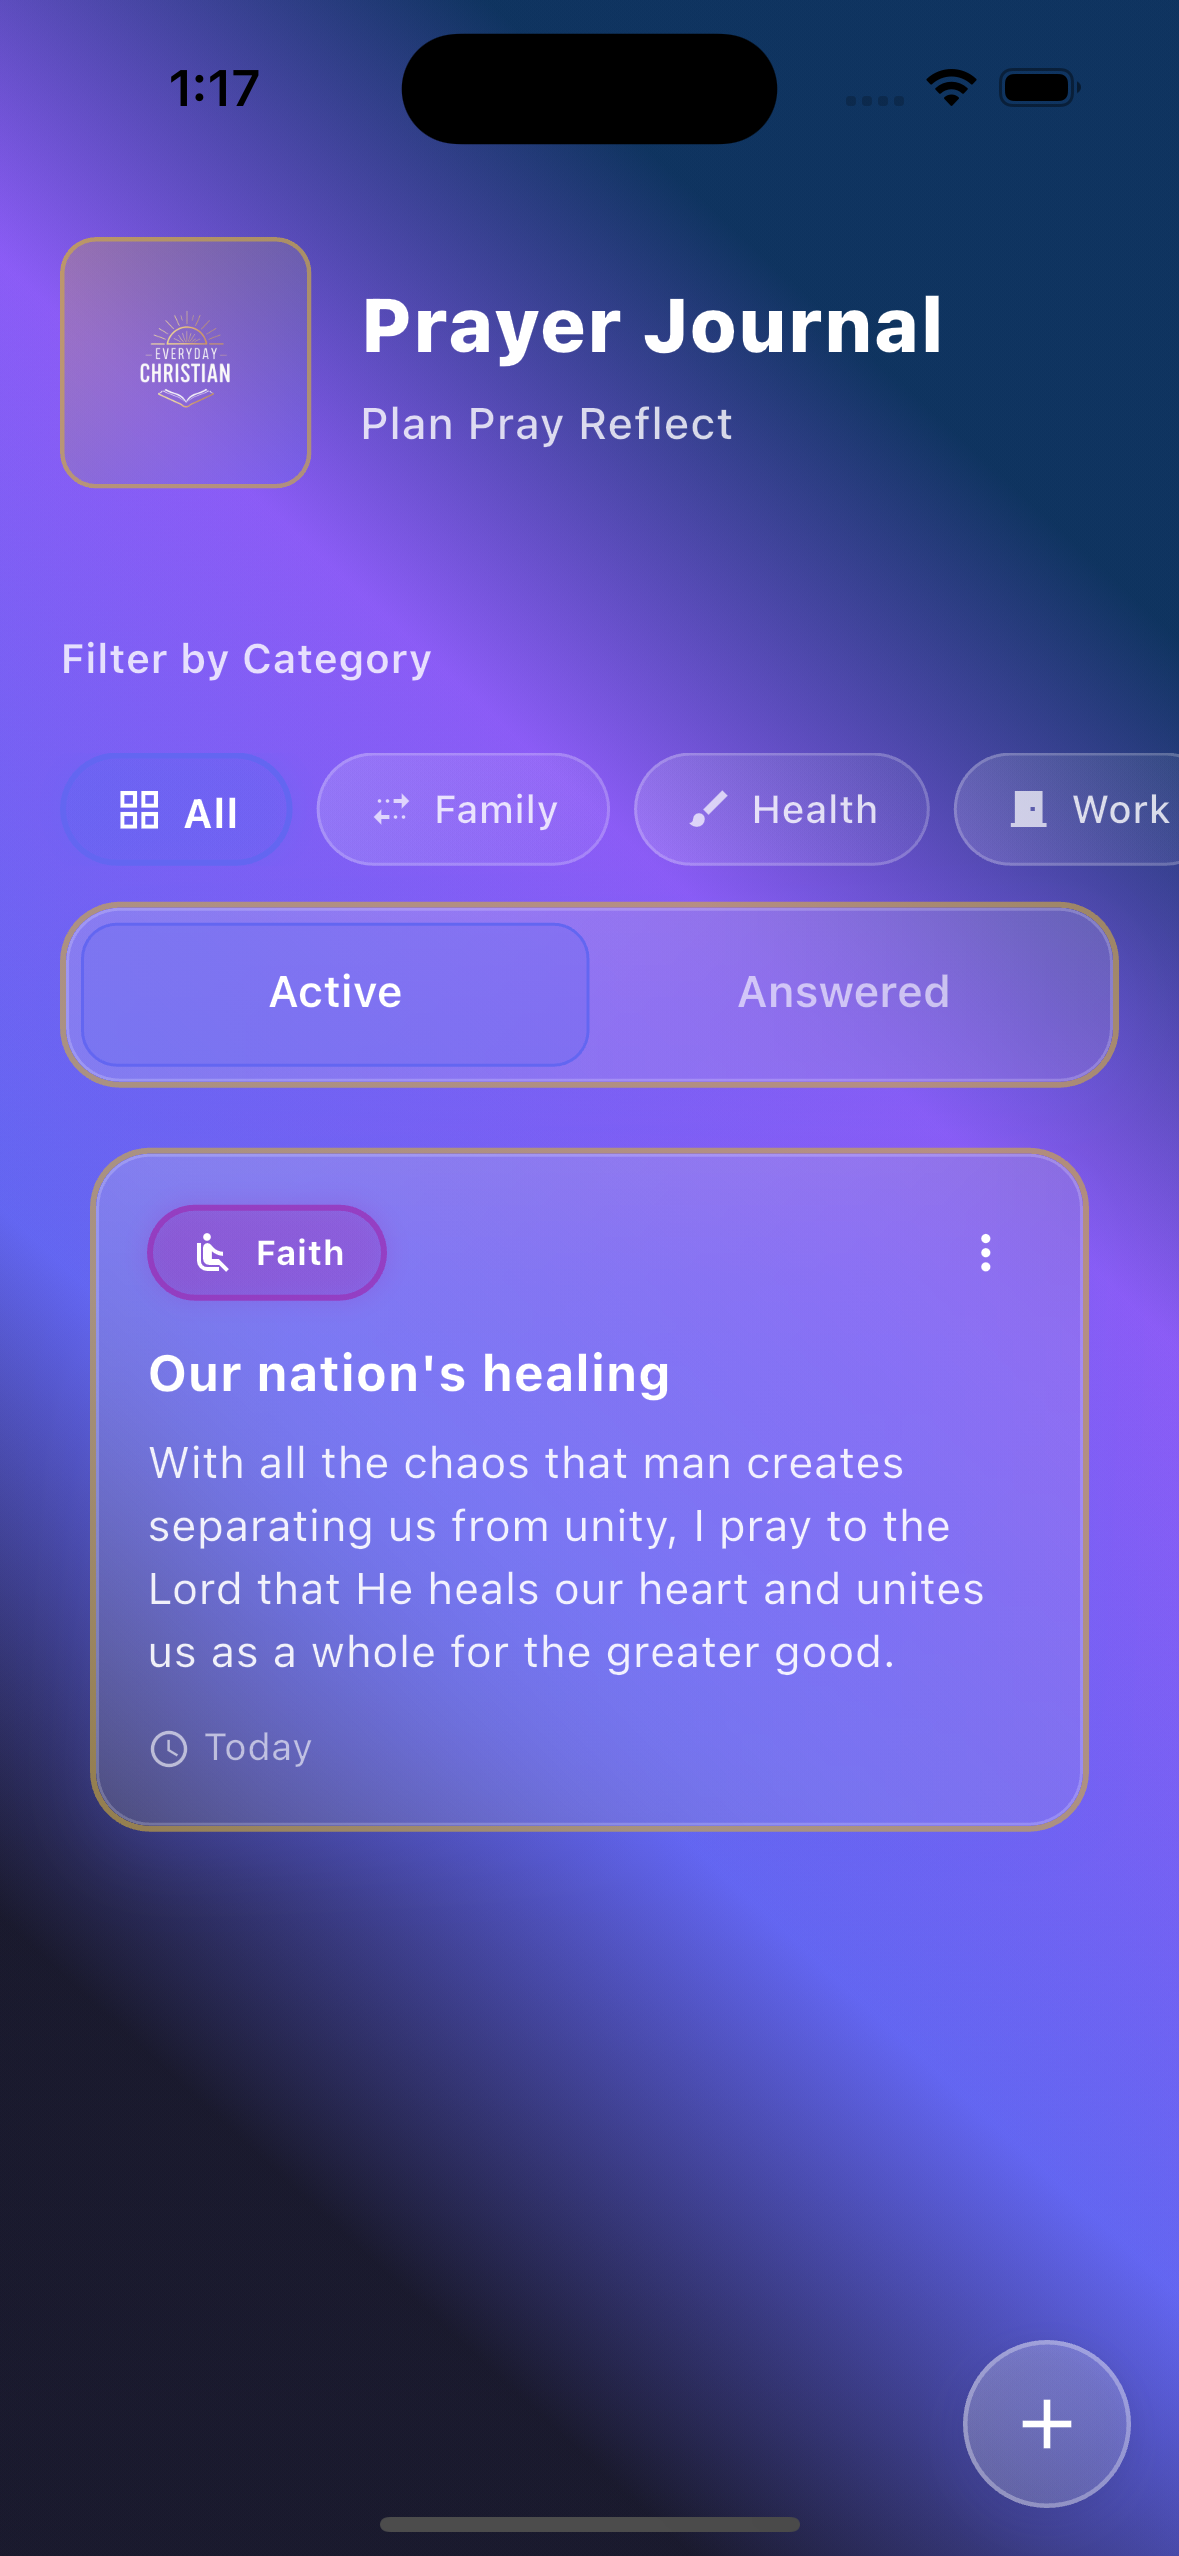 1:17
EVERYDAY
CHRISTIAN
Prayer Journal
Plan Pray Reflect
Filter by Category
All
Family
Health
Work
Active
Answered
Faith
Our nation's healing
With all the chaos that man creates
separating us from unity, I pray to the
Lord that He heals our heart and unites
us as a whole for the greater good.
Today